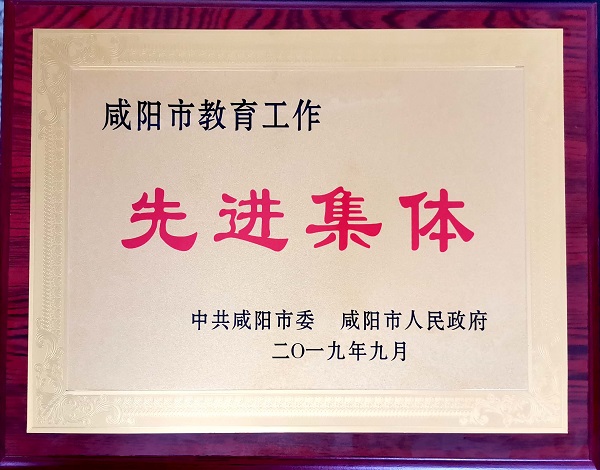 咸阳市教育工作
先进集体
中共咸阳市委 咸阳市人民政府
二〇一九年九月